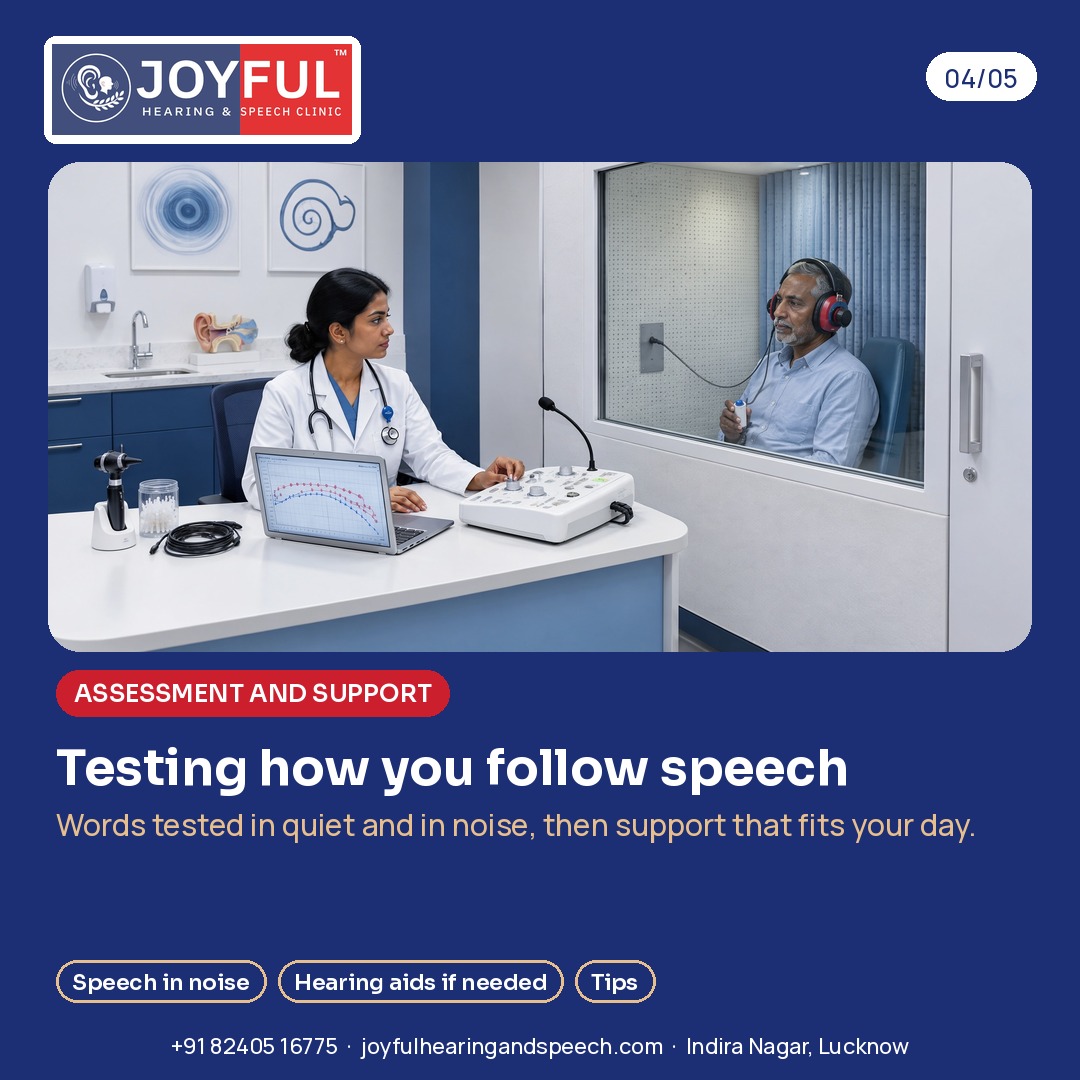 JOYFUL™
HEARING & SPEECH CLINIC
04/05
ASSESSMENT AND SUPPORT
Testing how you follow speech
Words tested in quiet and in noise, then support that fits your day.
Speech in noise
Hearing aids if needed
Tips
+91 82405 16775 · joyfulhearingandspeech.com · Indira Nagar, Lucknow